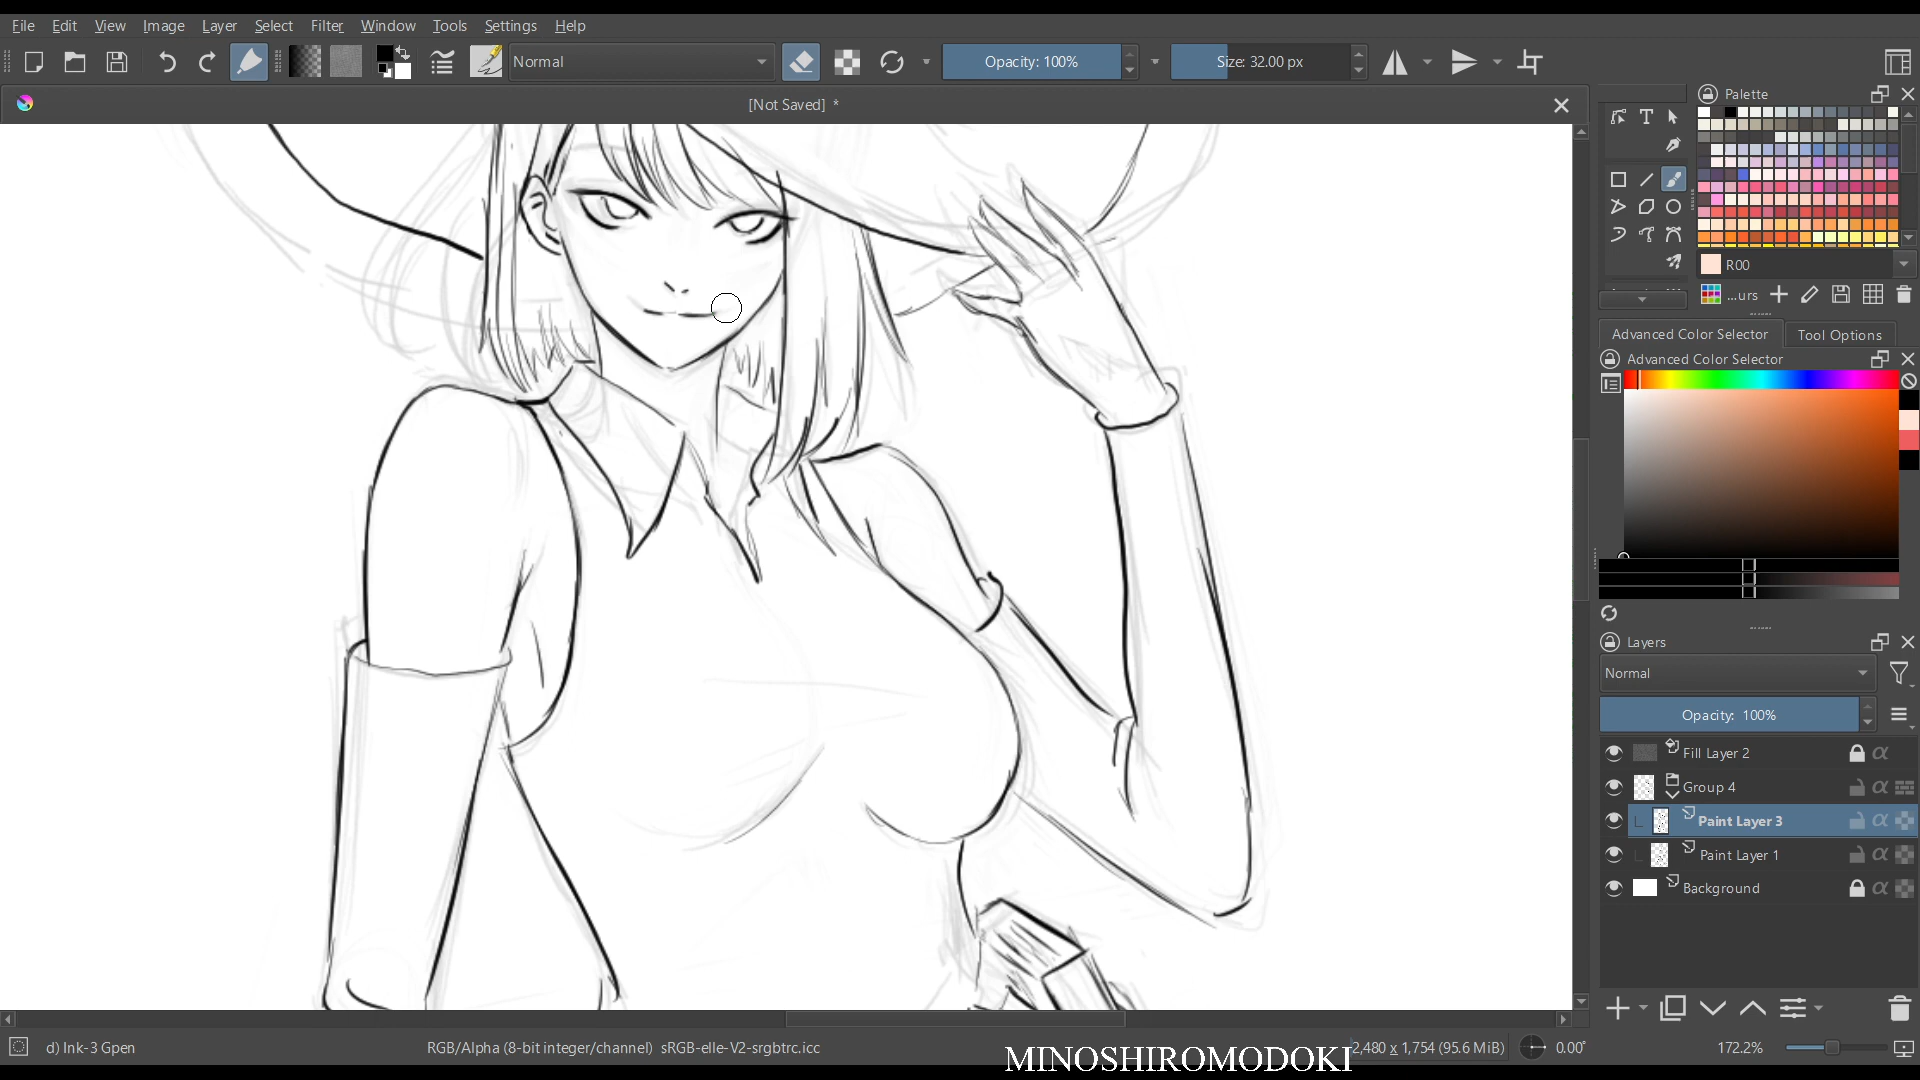 File Edit View Image Layer Select Filter Window Tools Settings Help
Normal
Opacity: 100%
Size: 32.00 px
[Not Saved] *
Palette
R00
...urs
Advanced Color Selector
Tool Options
Advanced Color Selector
Layers
Normal
Opacity: 100%
Fill Layer 2
Group 4
Paint Layer 3
Paint Layer 1
Background
d) Ink-3 Gpen
RGB/Alpha (8-bit integer/channel) sRGB-elle-V2-srgbtrc.icc
2,480 x 1,754 (95.6 MiB)
0.00°
172.2%
MINOSHIROMODOKI